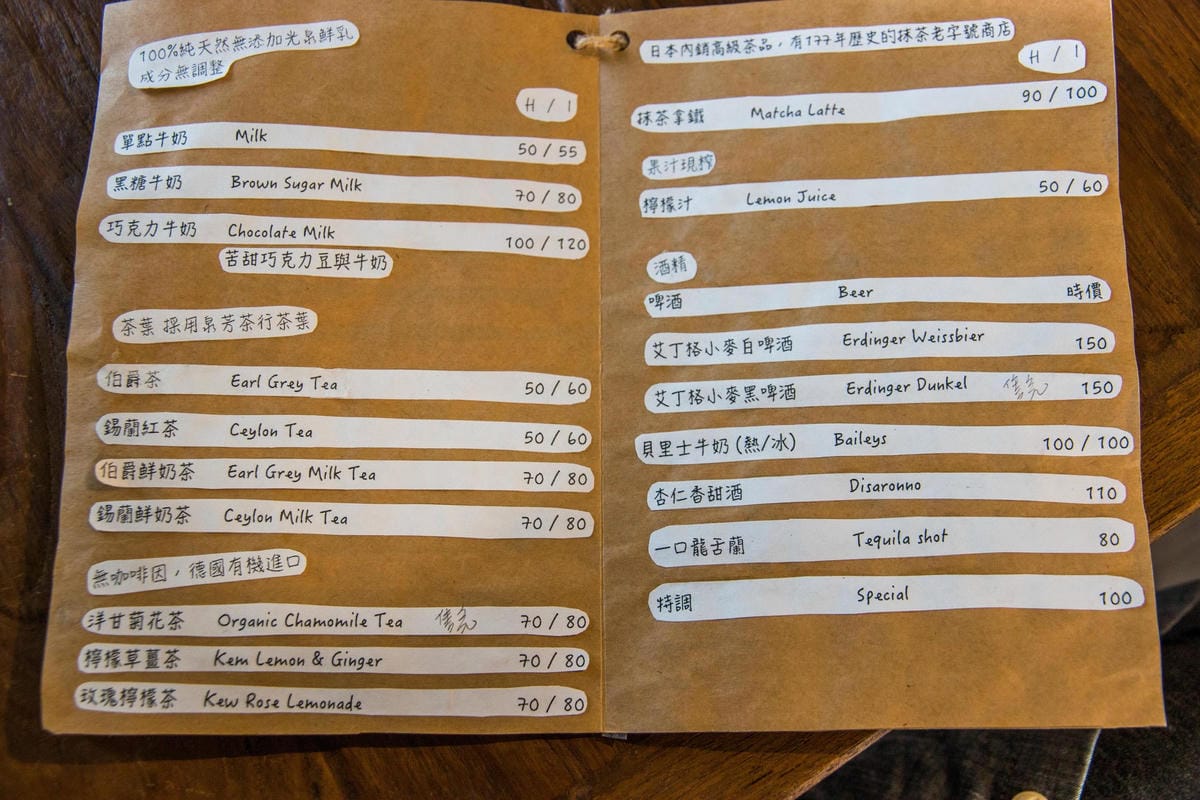 100%純天然無添加光泉鮮乳
成分無調整
H / I
單點牛奶 Milk 50 / 55
黑糖牛奶 Brown Sugar Milk 70 / 80
巧克力牛奶 Chocolate Milk 100 / 120
苦甜巧克力豆與牛奶
茶葉 採用泉芳茶行茶葉
伯爵茶 Earl Grey Tea 50 / 60
錫蘭紅茶 Ceylon Tea 50 / 60
伯爵鮮奶茶 Earl Grey Milk Tea 70 / 80
錫蘭鮮奶茶 Ceylon Milk Tea 70 / 80
無咖啡因，德國有機進口
洋甘菊花茶 Organic Chamomile Tea 售完 70 / 80
檸檬草薑茶 Kem Lemon & Ginger 70 / 80
玫瑰檸檬茶 Kew Rose Lemonade 70 / 80
日本內銷高級茶品，有177年歷史的抹茶老字號商店
H / I
抹茶拿鐵 Matcha Latte 90 / 100
果汁現榨
檸檬汁 Lemon Juice 50 / 60
酒精
啤酒 Beer 時價
艾丁格小麥白啤酒 Erdinger Weissbier 150
艾丁格小麥黑啤酒 Erdinger Dunkel 售完 150
貝里士牛奶 (熱/冰) Baileys 100 / 100
杏仁香甜酒 Disaronno 110
一口龍舌蘭 Tequila shot 80
特調 Special 100